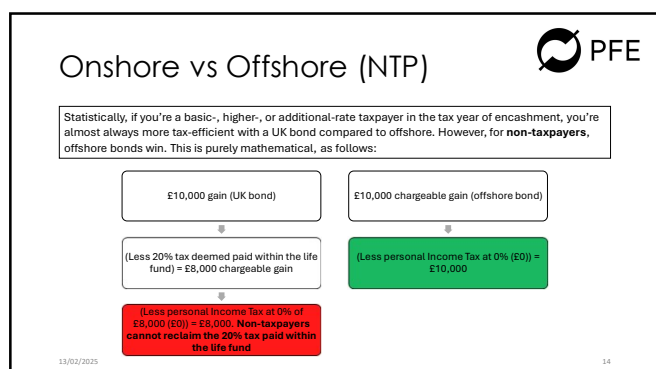 PFE
Onshore vs Offshore (NTP)
Statistically, if you're a basic-, higher-, or additional-rate taxpayer in the tax year of encashment, you're
almost always more tax-efficient with a UK bond compared to offshore. However, for non-taxpayers,
offshore bonds win. This is purely mathematical, as follows:
£10,000 gain (UK bond)
(Less 20% tax deemed paid within the life
fund) = £8,000 chargeable gain
(Less personal Income Tax at 0% of
£8,000 (£0)) = £8,000. Non-taxpayers
cannot reclaim the 20% tax paid within
the life fund
£10,000 chargeable gain (offshore bond)
(Less personal Income Tax at 0% (£0)) =
£10,000
13/02/2025
14